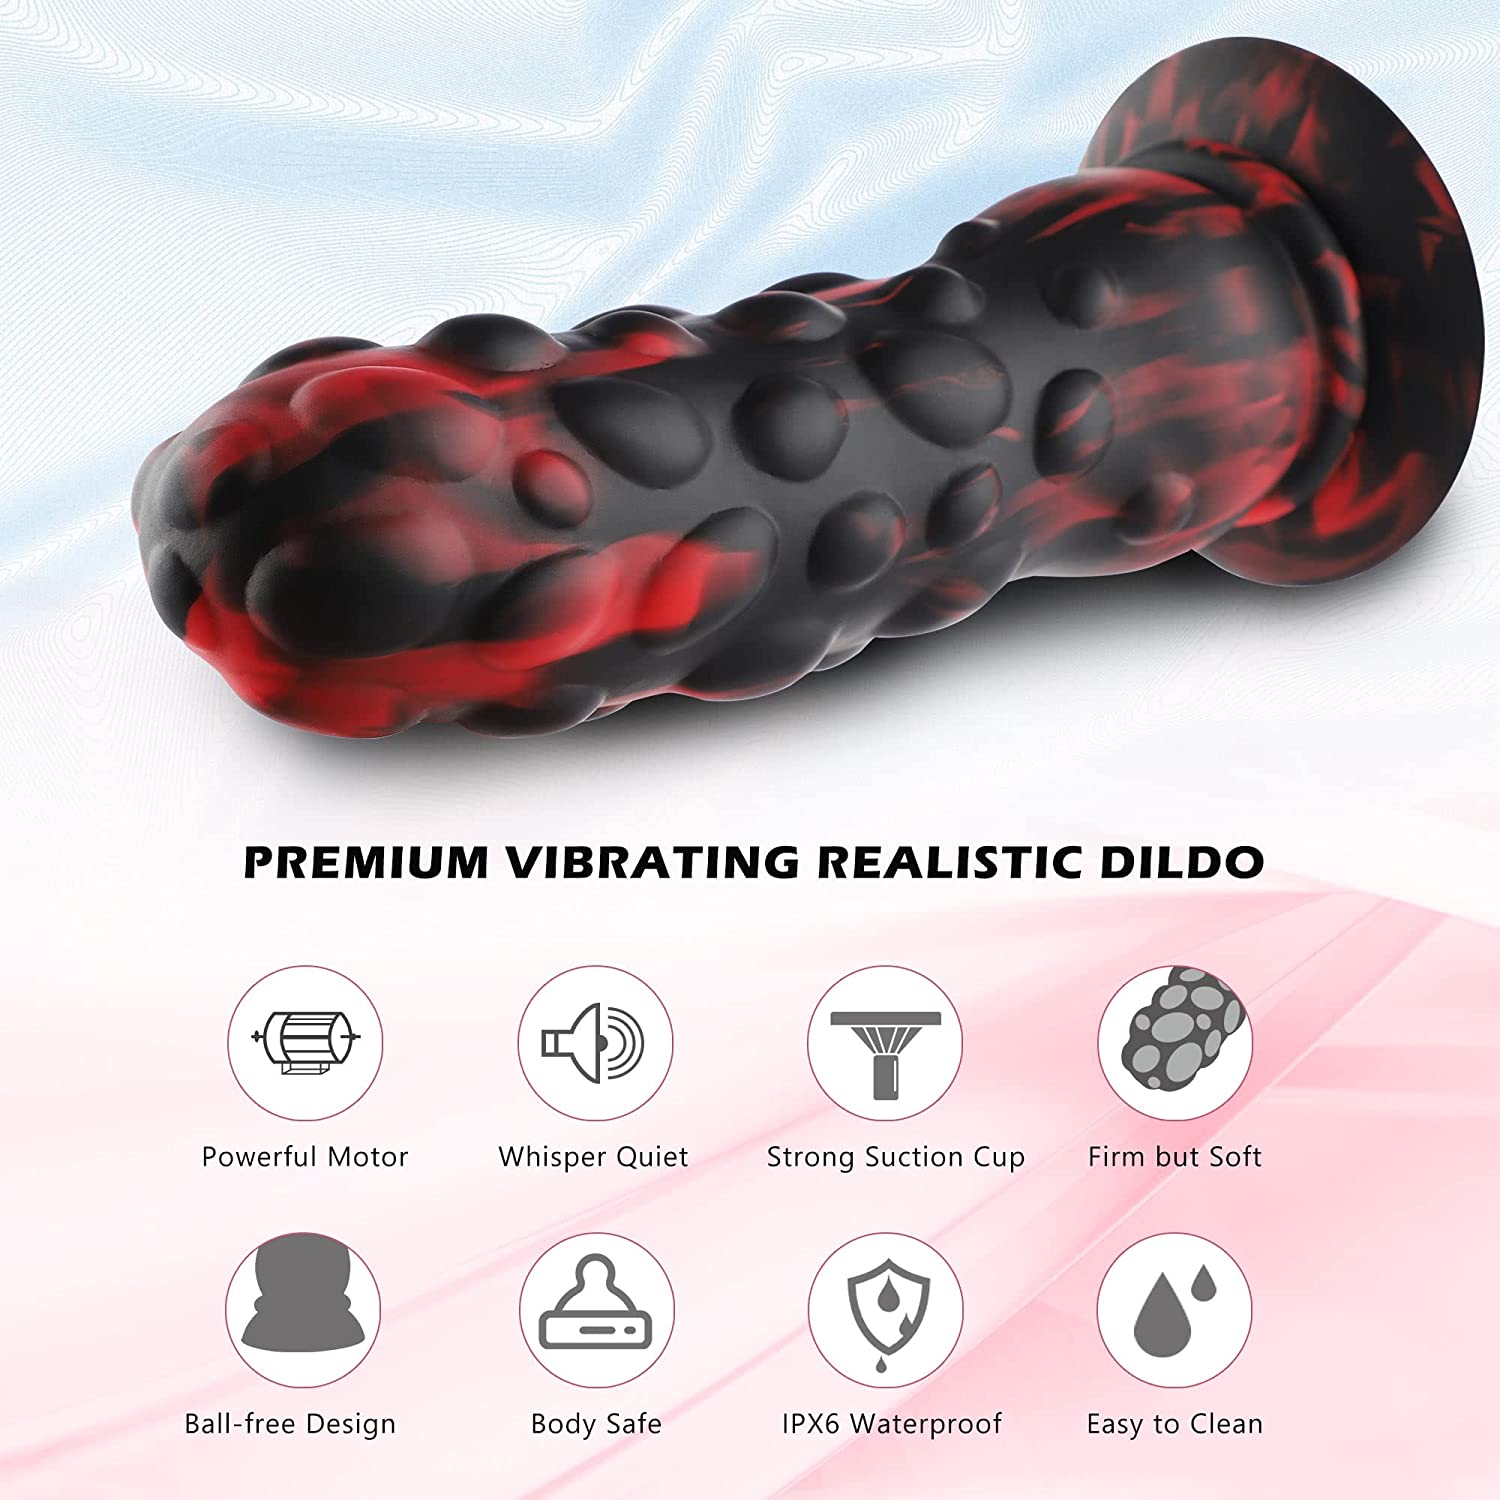 PREMIUM VIBRATING REALISTIC DILDO
Powerful Motor
Whisper Quiet
Strong Suction Cup
Firm but Soft
Ball-free Design
Body Safe
IPX6 Waterproof
Easy to Clean